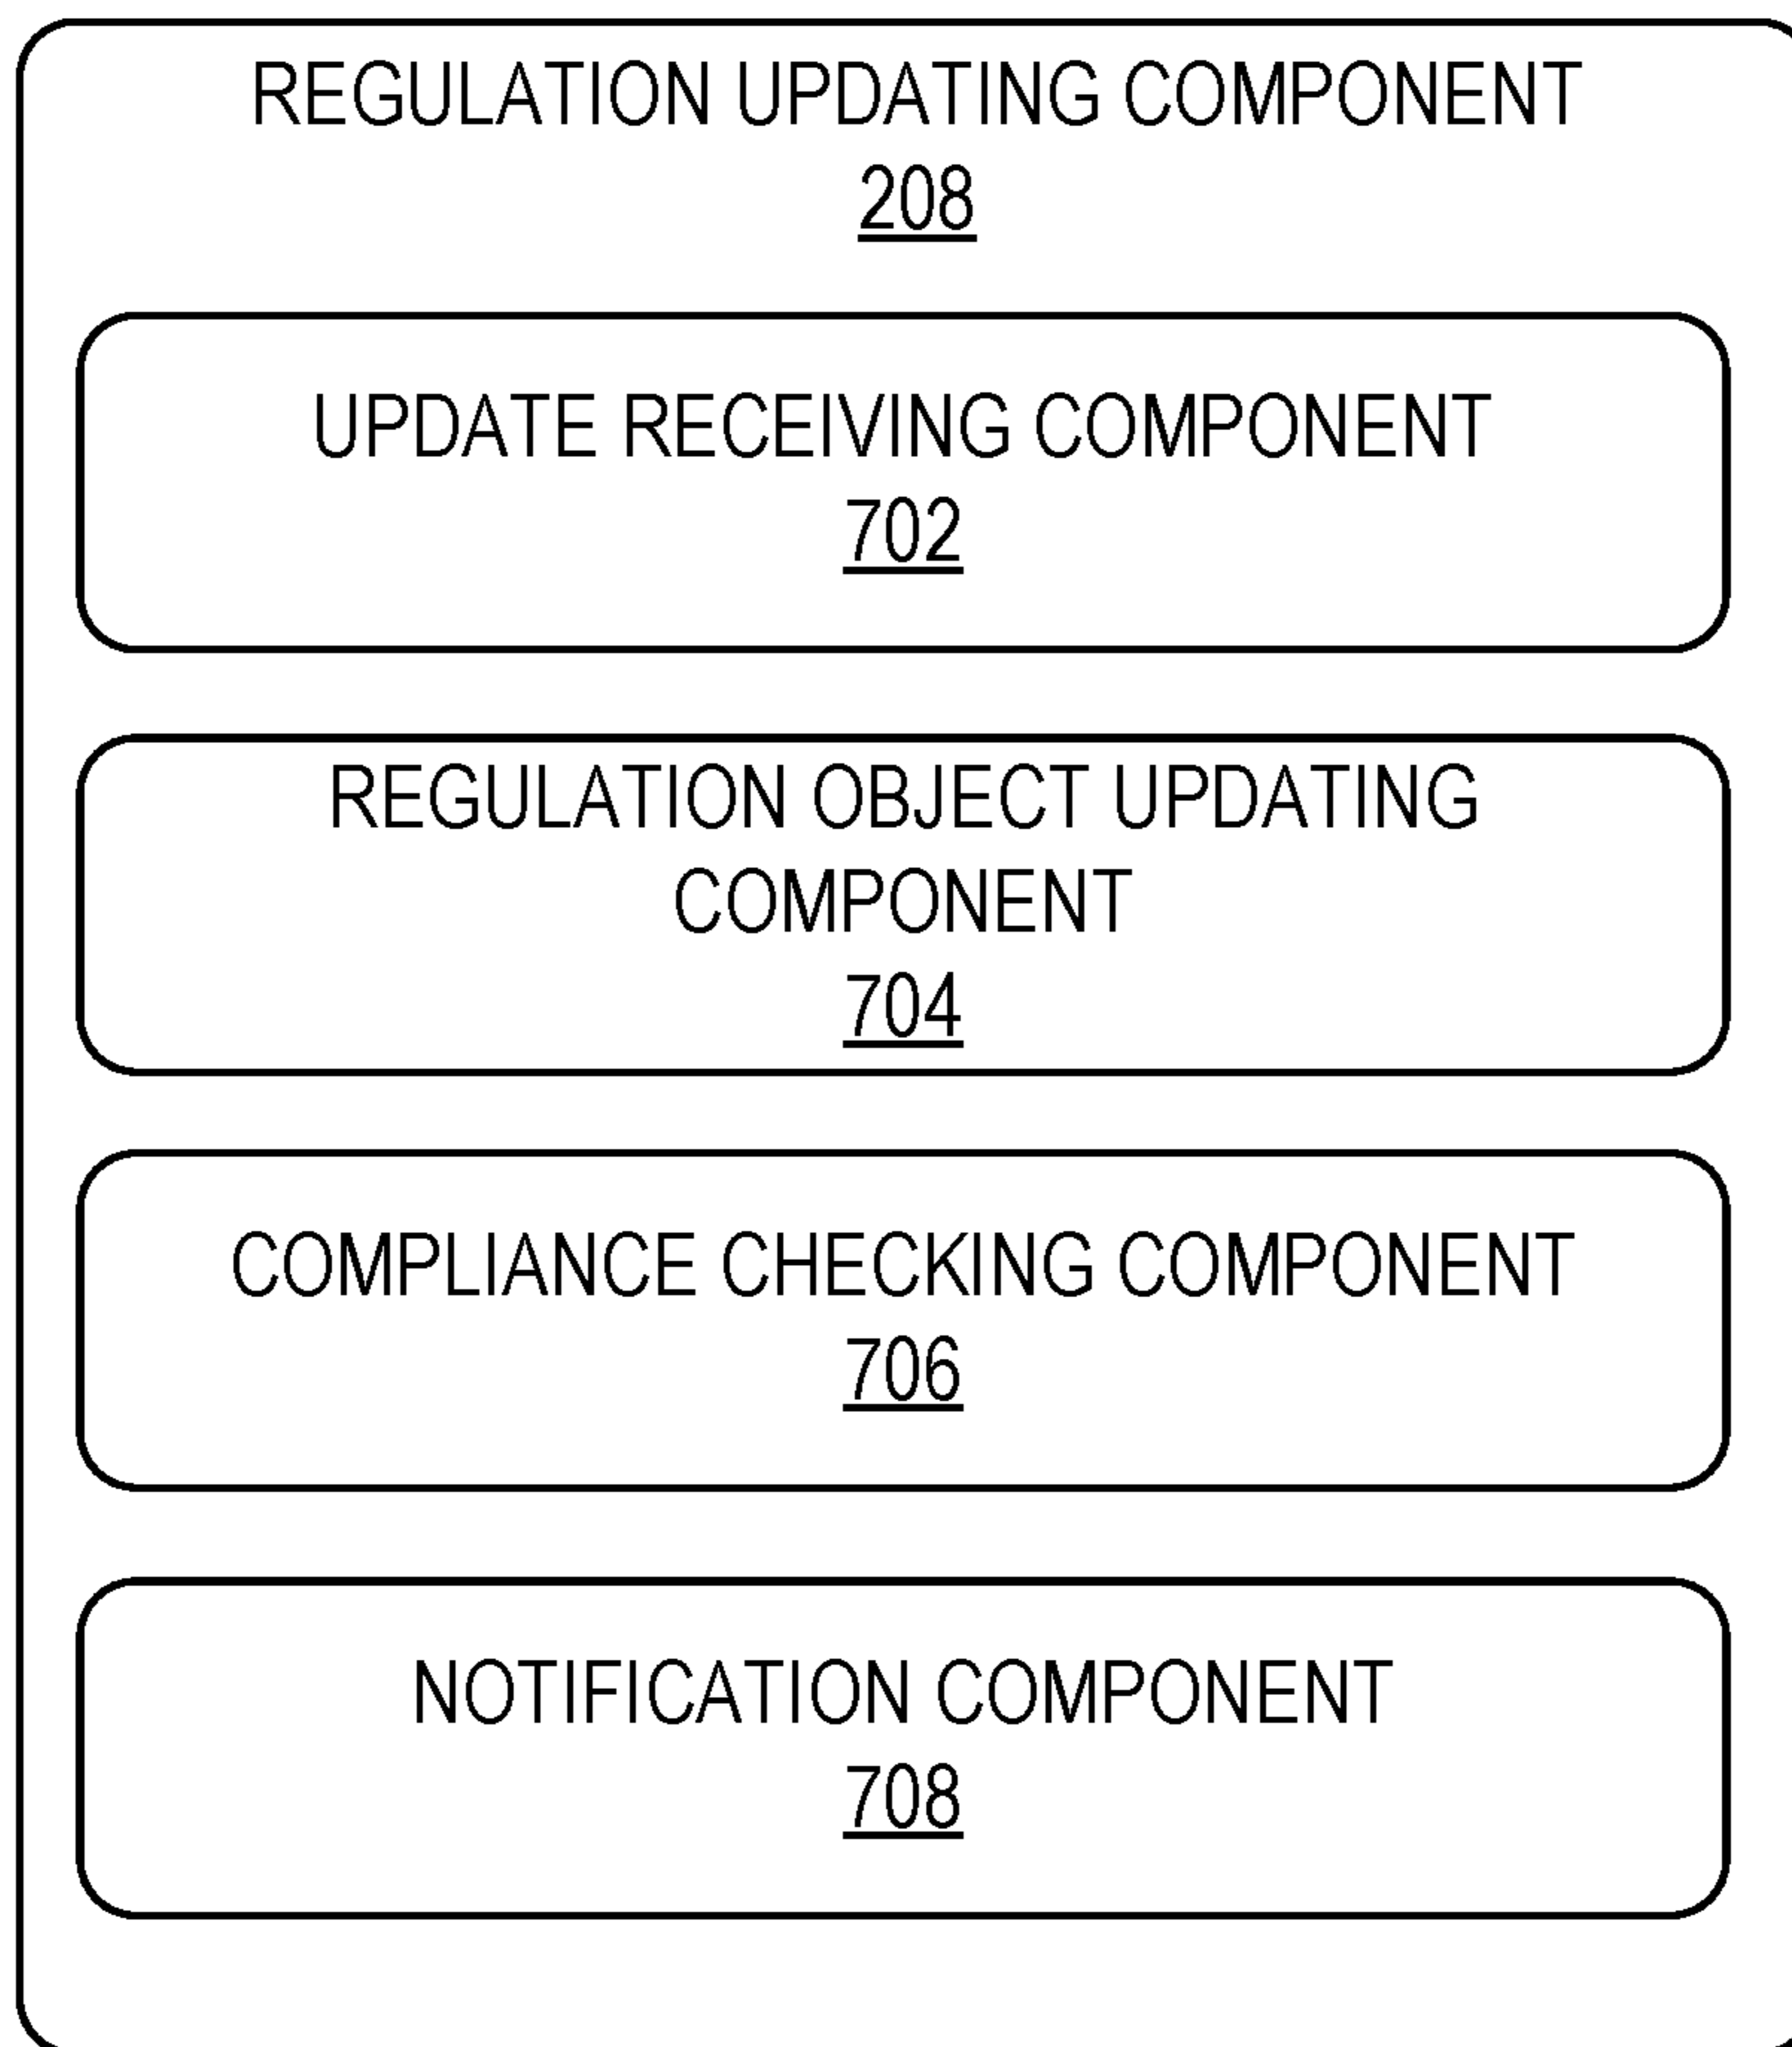 REGULATION UPDATING COMPONENT
208
UPDATE RECEIVING COMPONENT
702
REGULATION OBJECT UPDATING
COMPONENT
704
COMPLIANCE CHECKING COMPONENT
706
NOTIFICATION COMPONENT
708